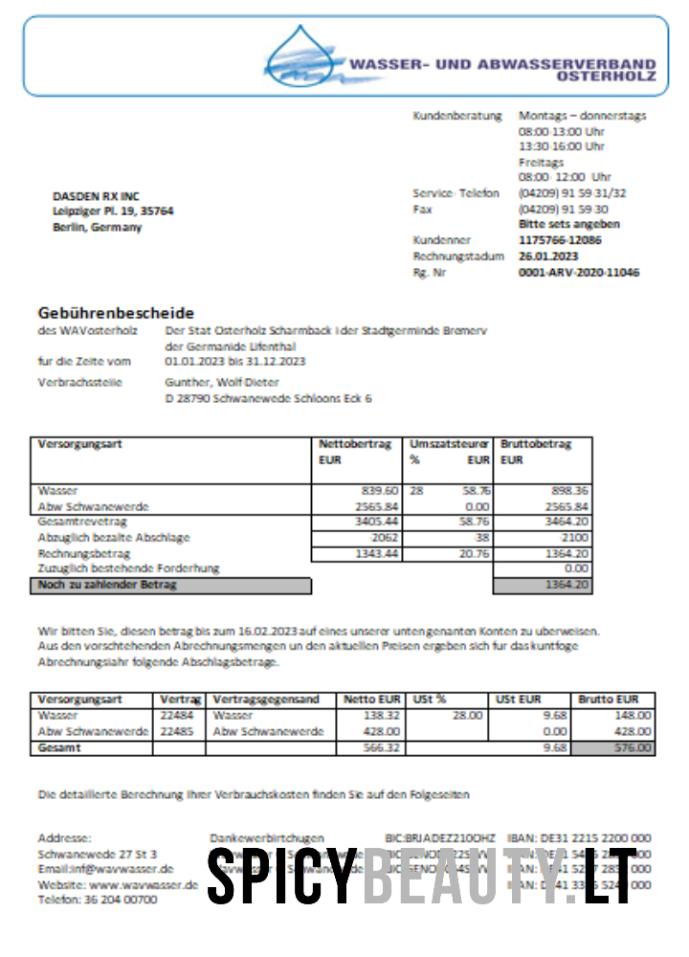 WASSER- UND ABWASSERVERBAND
OSTERHOLZ
Kundenberatung Montags – donnerstags
08:00-13:00 Uhr
13:30-16:00 Uhr
Freitags
08:00- 12:00 Uhr
DASDEN RX INC
Leipziger Pl. 19, 35764
Berlin, Germany
Service- Telefon (04209) 91 59 31/32
Fax (04209) 91 59 30
Bitte sets angeben
Kundenner 1175766-12086
Rechnungstadum 26.01.2023
Rg. Nr 0001-ARV-2020-11046
Gebührenbescheide
des WAVosterholz Der Stat Osterholz Scharmback i der Stadtgerminde Bremerv
der Germanide Lifenthal
fur die Zeite vom 01.01.2023 bis 31.12.2023
Verbrachssteile Gunther, Wolf Dieter
D 28790 Schwanewede Schloons Eck 6
Versorgungsart Nettobertrag Umszatsteurer Bruttobetrag
EUR % EUR EUR
Wasser 839.60 28 58.76 898.36
Abw Schwanewerde 2565.84 0.00 2565.84
Gesamtrevetrag 3405.44 58.76 3464.20
Abzuglich bezalte Abschlage -2062 -38 -2100
Rechnungsbetrag 1343.44 20.76 1364.20
Zuzuglich bestehende Forderhung 0.00
Noch zu zahlender Betrag 1364.20
Wir bitten Sie, diesen betrag bis zum 16.02.2023 auf eines unserer untengenanten Konten zu uberweisen.
Aus den vorschtehenden Abrechnungsmengen un den aktuellen Preisen ergeben sich fur das kuntfoge
Abrechnungsiahr folgende Abschlagsbetrage.
Versorgungsart Vertrag Vertragsgegensand Netto EUR USt % USt EUR Brutto EUR
Wasser 22484 Wasser 138.32 28.00 9.68 148.00
Abw Schwanewerde 22485 Abw Schwanewerde 428.00 0.00 428.00
Gesamt 566.32 9.68 576.00
Die detaillierte Berechnung Ihrer Verbrauchskosten finden Sie auf den Folgeseiten
Addresse: Dankewerbirtchugen BIC:BRJADEZ21OOHZ IBAN: DE31 2215 2200 000
Schwanewede 27 St 3
Email:inf@wavwasser.de
Website: www.wavwasser.de
Telefon: 36 204 00700
SPICYBEAUTY.LT